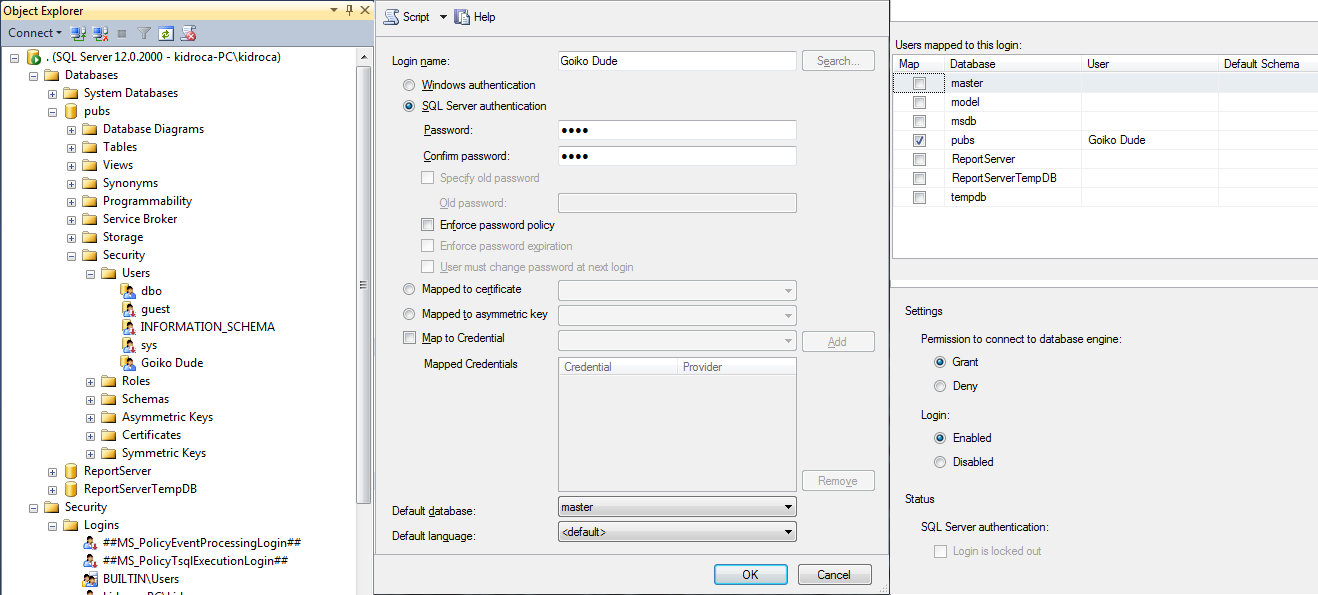 Object Explorer
Connect
. (SQL Server 12.0.2000 - kidroca-PC\kidroca)
Databases
System Databases
pubs
Database Diagrams
Tables
Views
Synonyms
Programmability
Service Broker
Storage
Security
Users
dbo
guest
INFORMATION_SCHEMA
sys
Goiko Dude
Roles
Schemas
Asymmetric Keys
Certificates
Symmetric Keys
ReportServer
ReportServerTempDB
Security
Logins
##MS_PolicyEventProcessingLogin##
##MS_PolicyTsqlExecutionLogin##
BUILTIN\Users
Script Help
Login name: Goiko Dude Search...
Windows authentication
SQL Server authentication
Password: ●●●●
Confirm password: ●●●●
Specify old password
Old password:
Enforce password policy
Enforce password expiration
User must change password at next login
Mapped to certificate
Mapped to asymmetric key
Map to Credential Add
Mapped Credentials Credential Provider
Remove
Default database: master
Default language: <default>
OK Cancel
Users mapped to this login:
Map Database User Default Schema
master
model
msdb
pubs Goiko Dude
ReportServer
ReportServerTempDB
tempdb
Settings
Permission to connect to database engine:
Grant
Deny
Login:
Enabled
Disabled
Status
SQL Server authentication:
Login is locked out